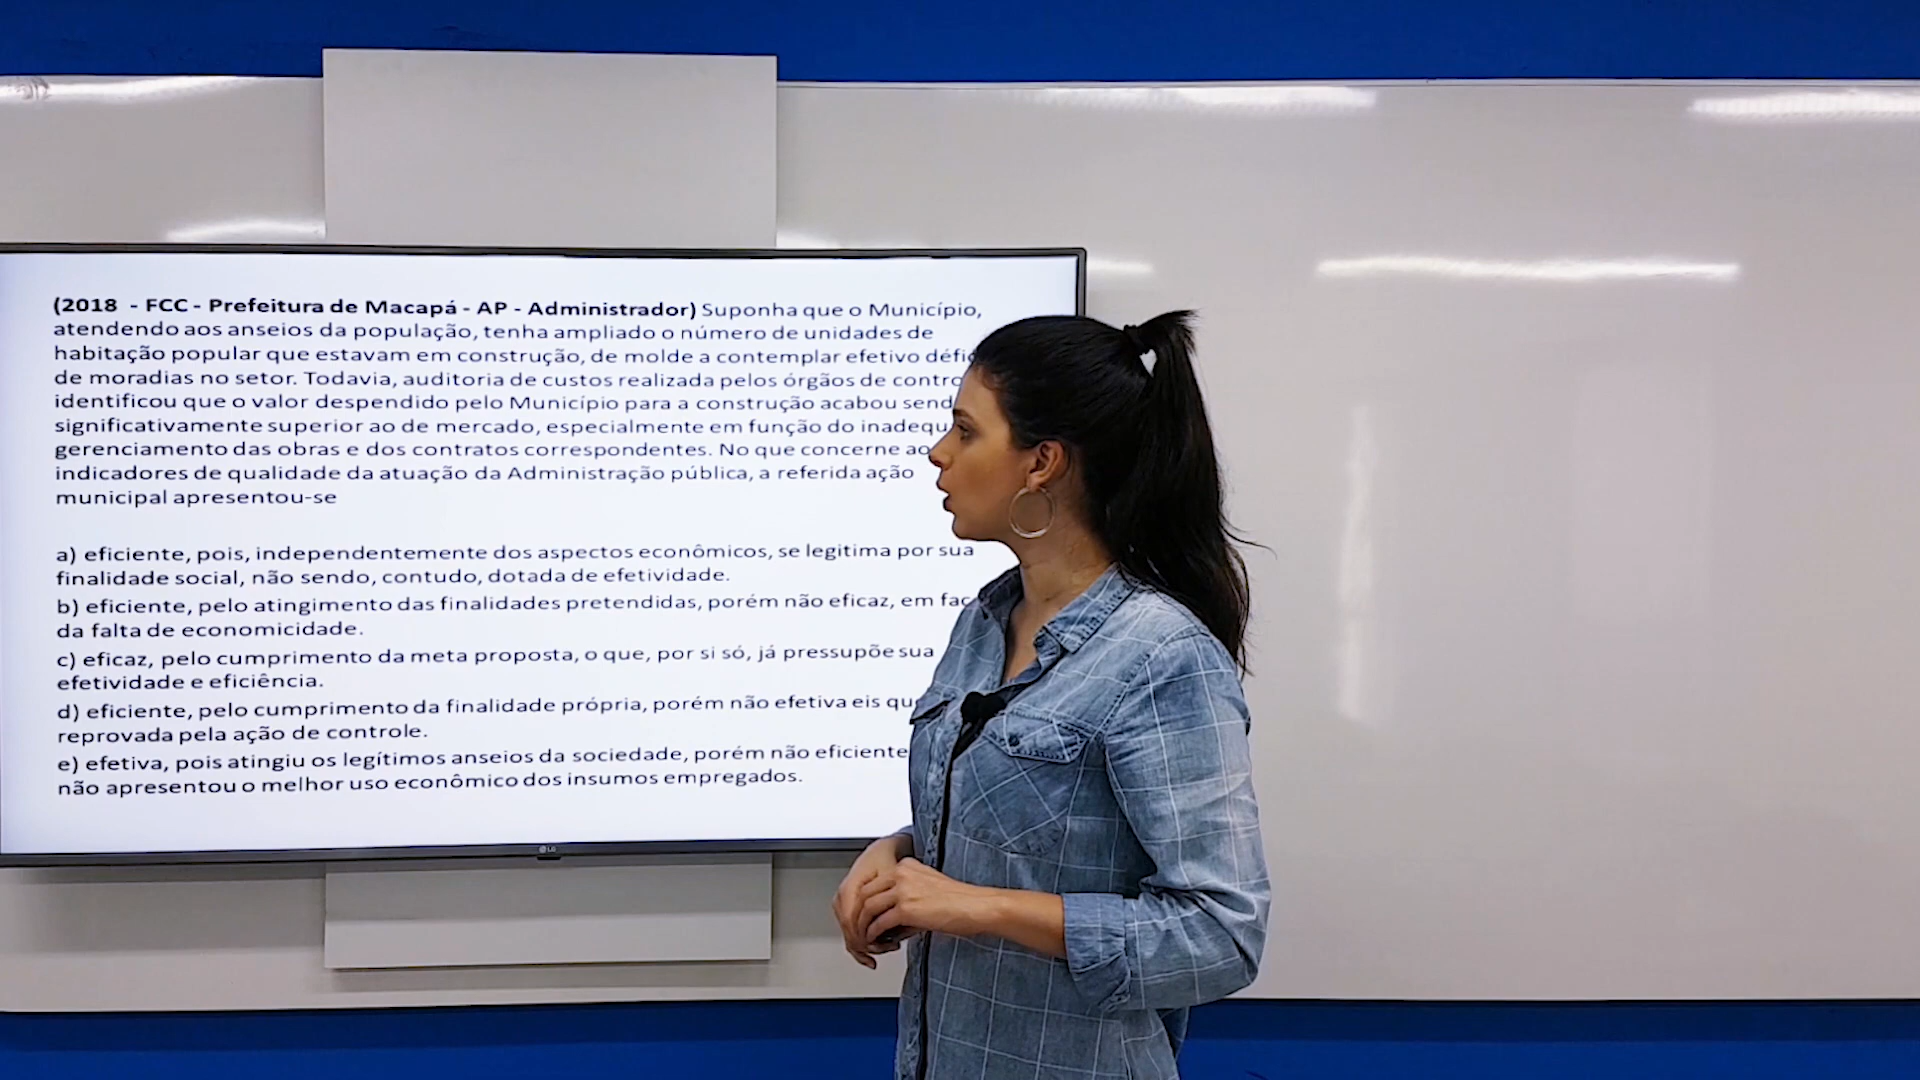 (2018 - FCC - Prefeitura de Macapá - AP - Administrador) Suponha que o Município,
atendendo aos anseios da população, tenha ampliado o número de unidades de
habitação popular que estavam em construção, de molde a contemplar efetivo
de moradias no setor. Todavia, auditoria de custos realizada pelos órgãos de
identificou que o valor despendido pelo Município para a construção acabou
significativamente superior ao de mercado, especialmente em função do
gerenciamento das obras e dos contratos correspondentes. No que concerne
indicadores de qualidade da atuação da Administração pública, a referida ação
municipal apresentou-se
a) eficiente, pois, independentemente dos aspectos econômicos, se legitima por sua
finalidade social, não sendo, contudo, dotada de efetividade.
b) eficiente, pelo atingimento das finalidades pretendidas, porém não eficaz, em
da falta de economicidade.
c) eficaz, pelo cumprimento da meta proposta, o que, por si só, já pressupõe sua
efetividade e eficiência.
d) eficiente, pelo cumprimento da finalidade própria, porém não efetiva eis
reprovada pela ação de controle.
e) efetiva, pois atingiu os legítimos anseios da sociedade, porém não eficiente
não apresentou o melhor uso econômico dos insumos empregados.
LG